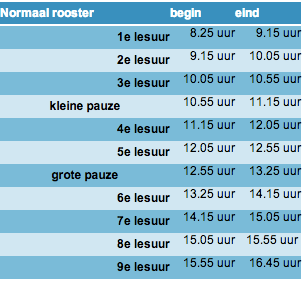 Normaal rooster begin eind
1e lesuur 8.25 uur 9.15 uur
2e lesuur 9.15 uur 10.05 uur
3e lesuur 10.05 uur 10.55 uur
kleine pauze 10.55 uur 11.15 uur
4e lesuur 11.15 uur 12.05 uur
5e lesuur 12.05 uur 12.55 uur
grote pauze 12.55 uur 13.25 uur
6e lesuur 13.25 uur 14.15 uur
7e lesuur 14.15 uur 15.05 uur
8e lesuur 15.05 uur 15.55 uur
9e lesuur 15.55 uur 16.45 uur